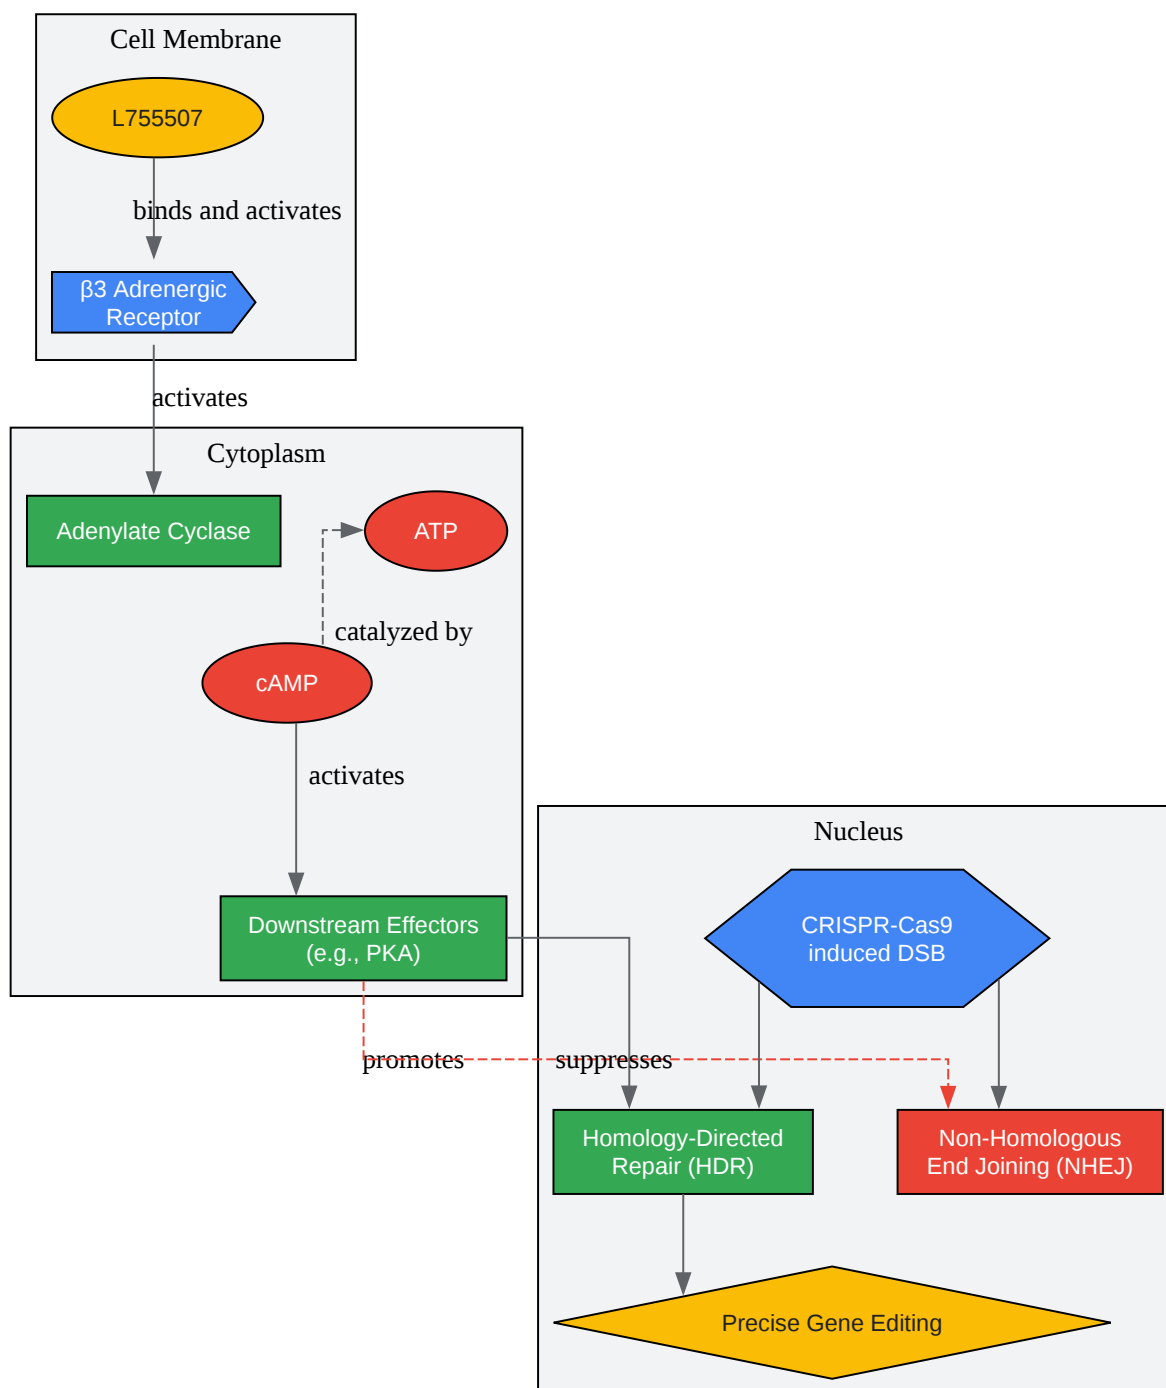 Cell Membrane
L755507
binds and activates
β3 Adrenergic
Receptor
activates
Cytoplasm
Adenylate Cyclase
ATP
catalyzed by
cAMP
activates
Downstream Effectors
(e.g., PKA)
Nucleus
CRISPR-Cas9
induced DSB
promotes
suppresses
Homology-Directed
Repair (HDR)
Non-Homologous
End Joining (NHEJ)
Precise Gene Editing